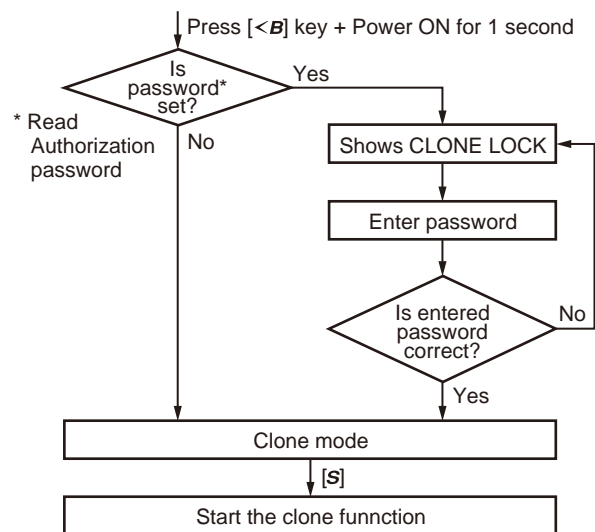 Press [<B] key + Power ON for 1 second
Is
password*
set?
Yes
* Read
Authorization
password
No
Shows CLONE LOCK
Enter password
Is entered
password
correct?
No
Yes
Clone mode
[S]
Start the clone funnction